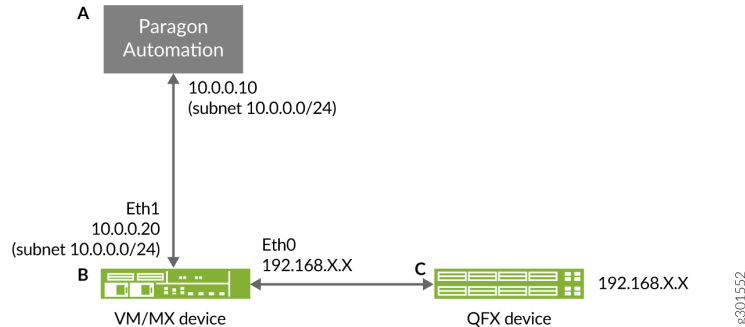 A
Paragon
Automation
10.0.0.10
(subnet 10.0.0.0/24)
Eth1
10.0.0.20
(subnet 10.0.0.0/24)
Eth0
192.168.X.X
B
C
192.168.X.X
VM/MX device
QFX device
g301552